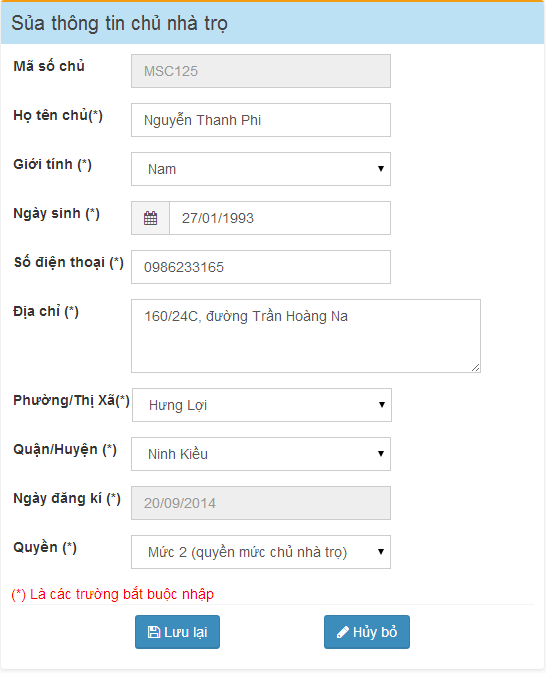 Sủa thông tin chủ nhà trọ
Mã số chủ MSC125
Họ tên chủ(*) Nguyễn Thanh Phi
Giới tính (*) Nam
Ngày sinh (*) 27/01/1993
Số điện thoại (*) 0986233165
Địa chỉ (*) 160/24C, đường Trần Hoàng Na
Phường/Thị Xã(*) Hưng Lợi
Quận/Huyện (*) Ninh Kiều
Ngày đăng kí (*) 20/09/2014
Quyền (*) Mức 2 (quyền mức chủ nhà trọ)
(*) Là các trường bắt buộc nhập
Lưu lại Hủy bỏ